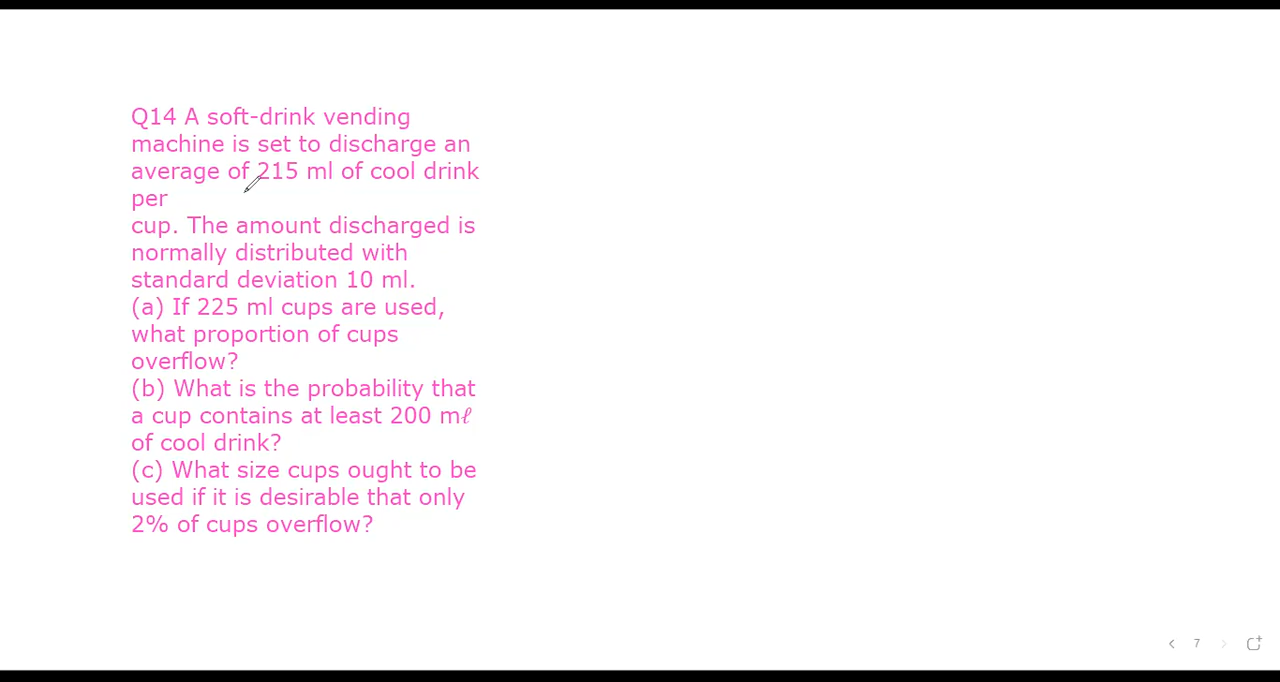 Q14 A soft-drink vending
machine is set to discharge an
average of 215 ml of cool drink
per
cup. The amount discharged is
normally distributed with
standard deviation 10 ml.
(a) If 225 ml cups are used,
what proportion of cups
overflow?
(b) What is the probability that
a cup contains at least 200 mℓ
of cool drink?
(c) What size cups ought to be
used if it is desirable that only
2% of cups overflow?
7